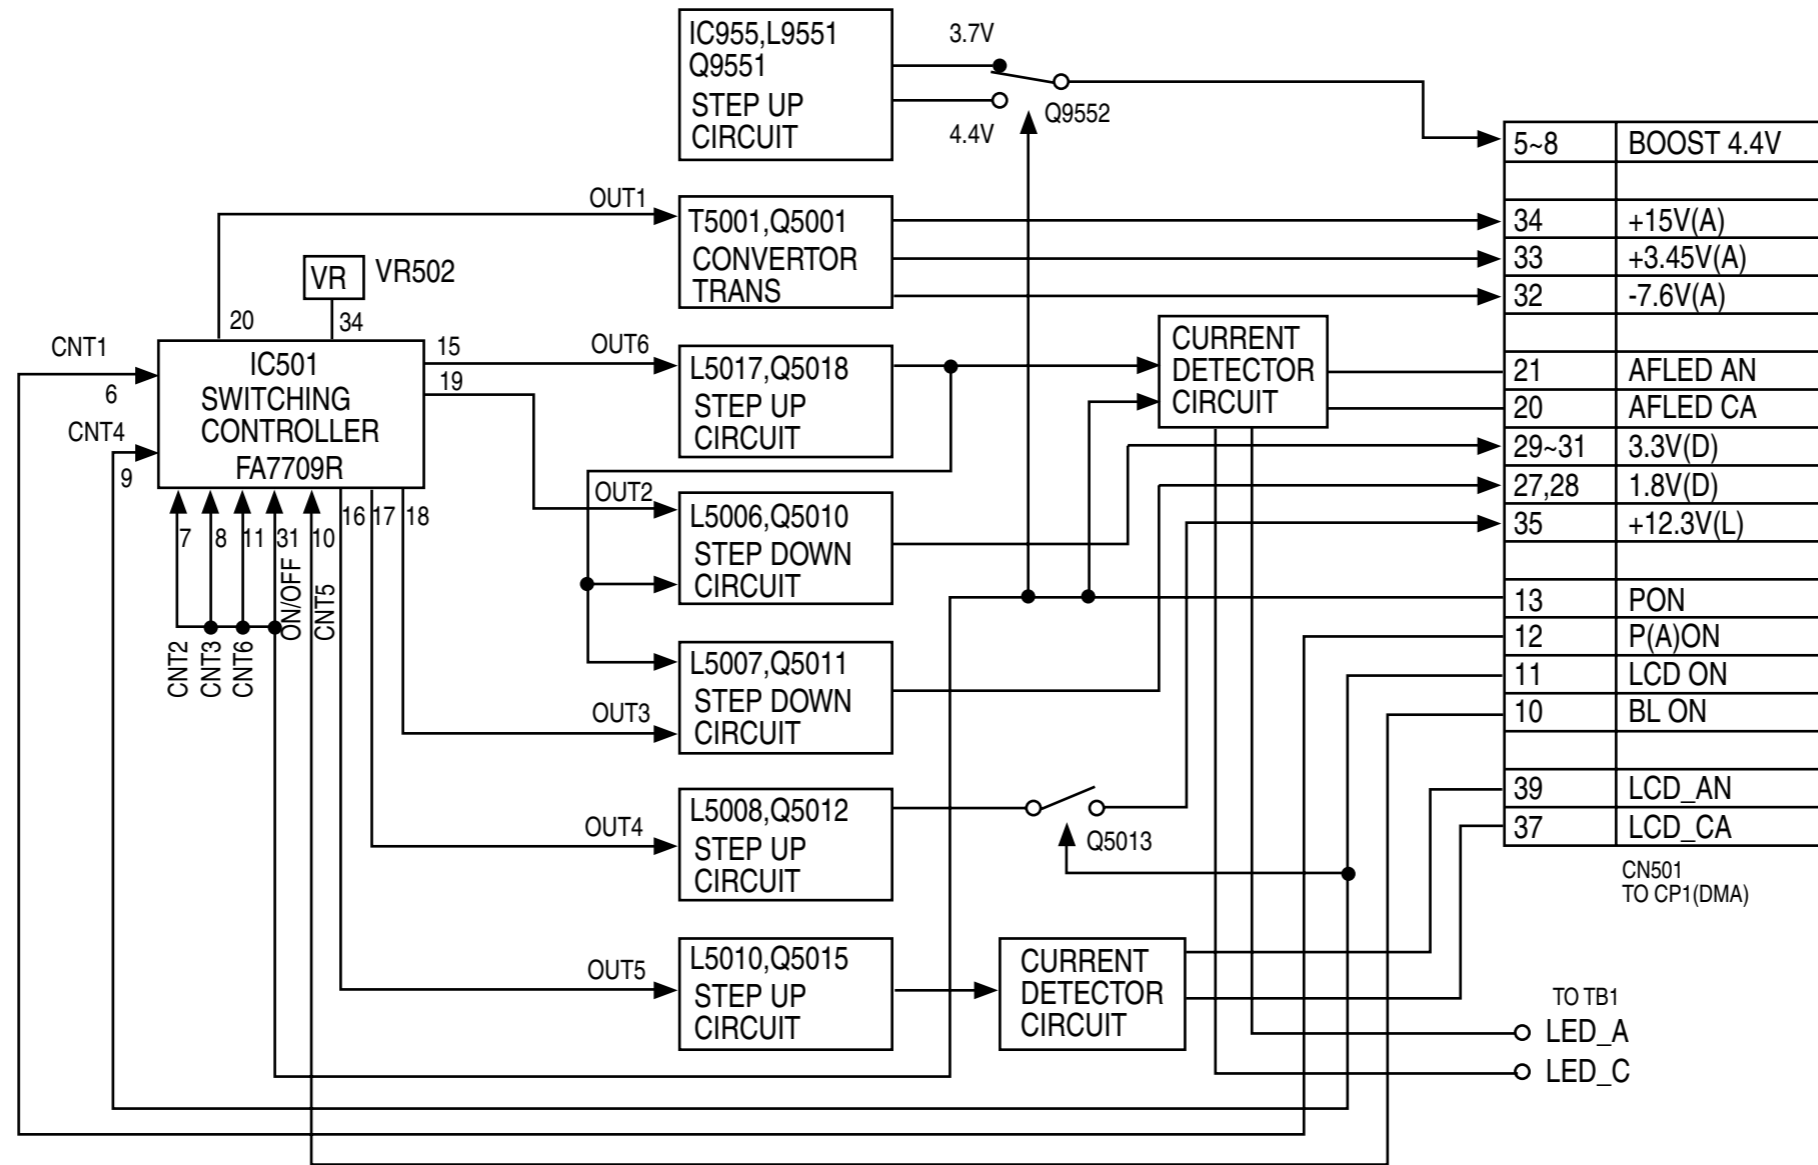 IC955,L9551
Q9551
STEP UP
CIRCUIT
3.7V
4.4V
Q9552
OUT1
T5001,Q5001
CONVERTOR
TRANS
VR
VR502
20
34
CNT1
6
CNT4
9
IC501
SWITCHING
CONTROLLER
FA7709R
15
19
OUT6
L5017,Q5018
STEP UP
CIRCUIT
CURRENT
DETECTOR
CIRCUIT
7
8
11
31
10
16
17
18
CNT2
CNT3
CNT6
ON/OFF
CNT5
OUT2
L5006,Q5010
STEP DOWN
CIRCUIT
L5007,Q5011
STEP DOWN
CIRCUIT
OUT3
OUT4
L5008,Q5012
STEP UP
CIRCUIT
Q5013
OUT5
L5010,Q5015
STEP UP
CIRCUIT
CURRENT
DETECTOR
CIRCUIT
5~8 BOOST 4.4V
34 +15V(A)
33 +3.45V(A)
32 -7.6V(A)
21 AFLED AN
20 AFLED CA
29~31 3.3V(D)
27,28 1.8V(D)
35 +12.3V(L)
13 PON
12 P(A)ON
11 LCD ON
10 BL ON
39 LCD_AN
37 LCD_CA
CN501
TO CP1(DMA)
TO TB1
LED_A
LED_C